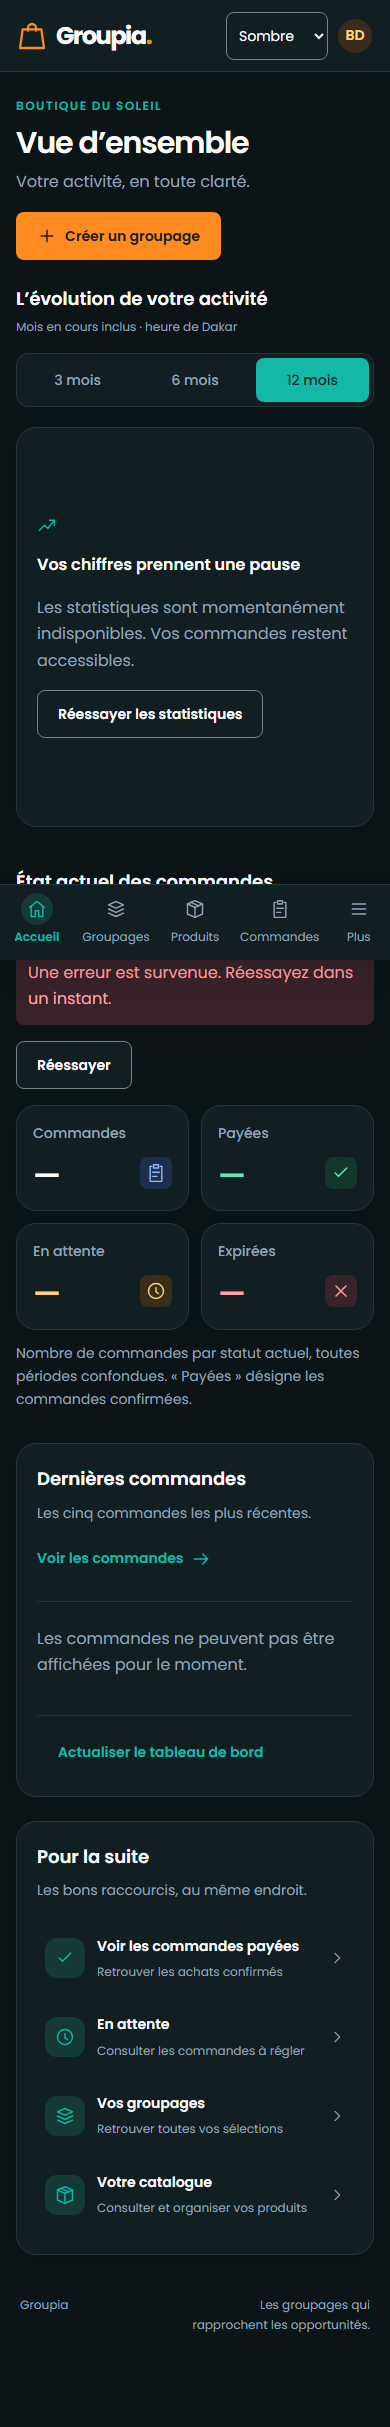 Groupia.
Sombre
BD
BOUTIQUE DU SOLEIL
Vue d’ensemble
Votre activité, en toute clarté.
Créer un groupage
L’évolution de votre activité
Mois en cours inclus · heure de Dakar
3 mois
6 mois
12 mois
Vos chiffres prennent une pause
Les statistiques sont momentanément
indisponibles. Vos commandes restent
accessibles.
Réessayer les statistiques
État actuel des commandes
Accueil
Groupages
Produits
Commandes
Plus
Une erreur est survenue. Réessayez dans
un instant.
Réessayer
Commandes
—
Payées
—
En attente
—
Expirées
—
Nombre de commandes par statut actuel, toutes
périodes confondues. « Payées » désigne les
commandes confirmées.
Dernières commandes
Les cinq commandes les plus récentes.
Voir les commandes
Les commandes ne peuvent pas être
affichées pour le moment.
Actualiser le tableau de bord
Pour la suite
Les bons raccourcis, au même endroit.
Voir les commandes payées
Retrouver les achats confirmés
En attente
Consulter les commandes à régler
Vos groupages
Retrouver toutes vos sélections
Votre catalogue
Consulter et organiser vos produits
Groupia
Les groupages qui
rapprochent les opportunités.